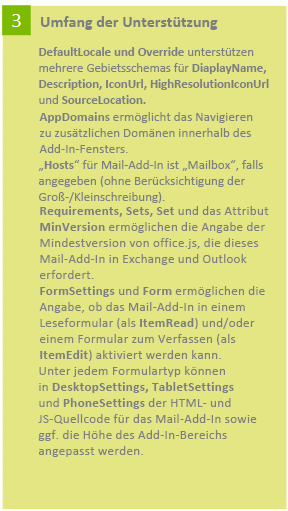 3 Umfang der Unterstützung
DefaultLocale und Override unterstützen
mehrere Gebietsschemas für DiaplayName,
Description, IconUrl, HighResolutionIconUrl
und SourceLocation.
AppDomains ermöglicht das Navigieren
zu zusätzlichen Domänen innerhalb des
Add-In-Fensters.
„Hosts“ für Mail-Add-In ist „Mailbox“, falls
angegeben (ohne Berücksichtigung der
Groß-/Kleinschreibung).
Requirements, Sets, Set und das Attribut
MinVersion ermöglichen die Angabe der
Mindestversion von office.js, die dieses
Mail-Add-In in Exchange und Outlook
erfordert.
FormSettings und Form ermöglichen die
Angabe, ob das Mail-Add-In in einem
Leseformular (als ItemRead) und/oder
einem Formular zum Verfassen (als
ItemEdit) aktiviert werden kann.
Unter jedem Formulartyp können
in DesktopSettings, TabletSettings
und PhoneSettings der HTML- und
JS-Quellcode für das Mail-Add-In sowie
ggf. die Höhe des Add-In-Bereichs
angepasst werden.